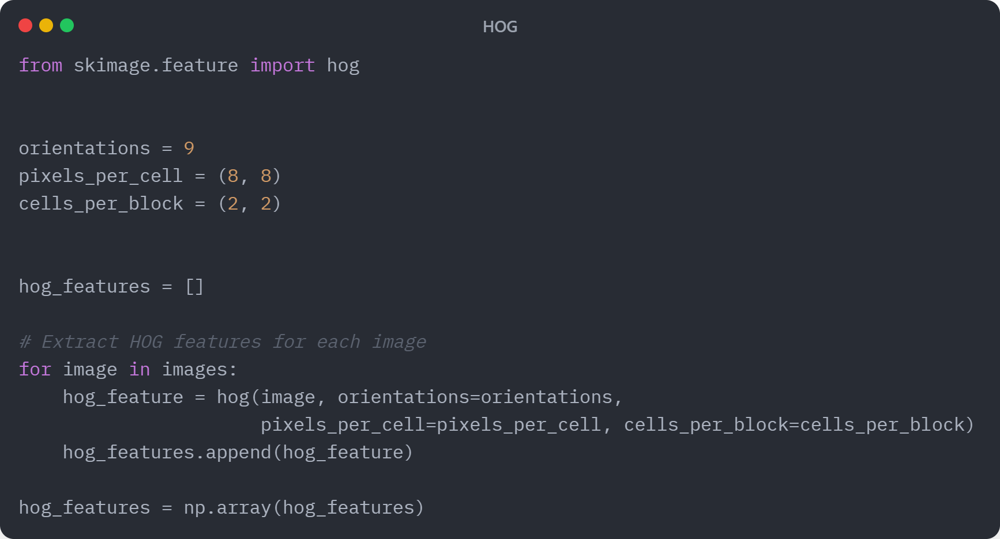 HOG
from skimage.feature import hog
orientations = 9
pixels_per_cell = (8, 8)
cells_per_block = (2, 2)
hog_features = []
# Extract HOG features for each image
for image in images:
    hog_feature = hog(image, orientations=orientations,
                      pixels_per_cell=pixels_per_cell, cells_per_block=cells_per_block)
    hog_features.append(hog_feature)
hog_features = np.array(hog_features)